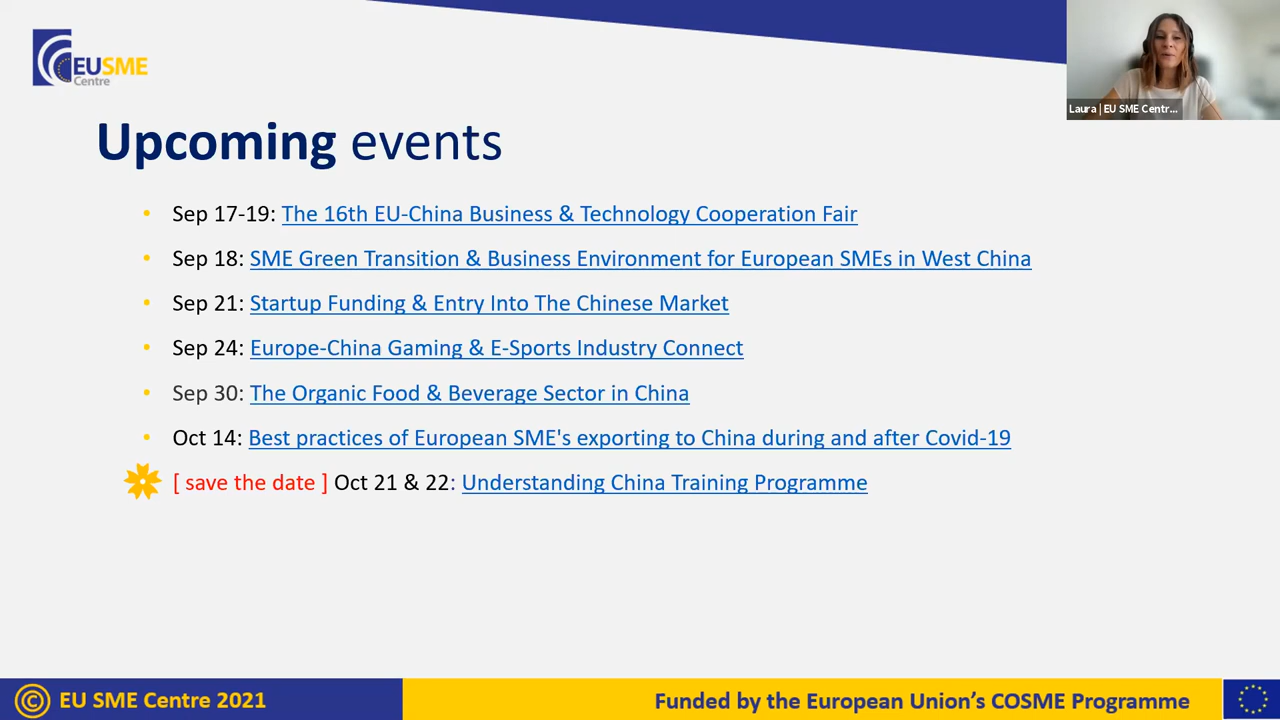 EUSME
Centre
Laura | EU SME Centr...
Upcoming events
• Sep 17-19: The 16th EU-China Business & Technology Cooperation Fair
• Sep 18: SME Green Transition & Business Environment for European SMEs in West China
• Sep 21: Startup Funding & Entry Into The Chinese Market
• Sep 24: Europe-China Gaming & E-Sports Industry Connect
• Sep 30: The Organic Food & Beverage Sector in China
• Oct 14: Best practices of European SME's exporting to China during and after Covid-19
[ save the date ] Oct 21 & 22: Understanding China Training Programme
© EU SME Centre 2021
Funded by the European Union’s COSME Programme